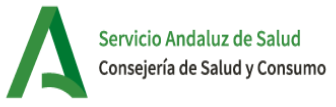 Servicio Andaluz de Salud
Consejería de Salud y Consumo